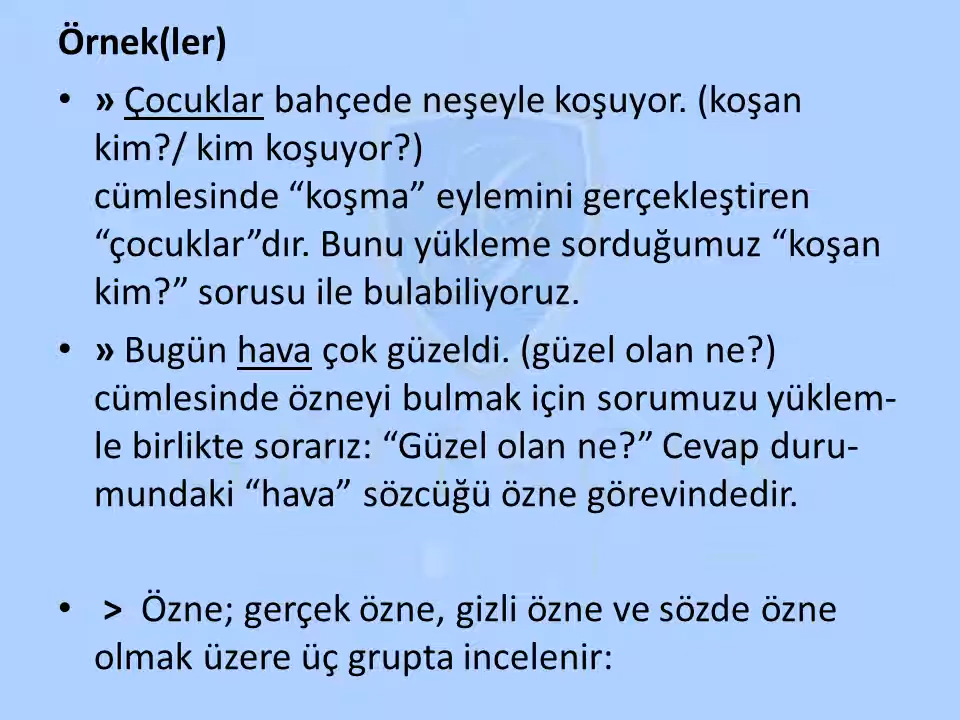 Örnek(ler)
• » Çocuklar bahçede neşeyle koşuyor. (koşan
kim?/ kim koşuyor?)
cümlesinde “koşma” eylemini gerçekleştiren
“çocuklar”dır. Bunu yükleme sorduğumuz “koşan
kim?” sorusu ile bulabiliyoruz.
• » Bugün hava çok güzeldi. (güzel olan ne?)
cümlesinde özneyi bulmak için sorumuzu yüklem-
le birlikte sorarız: “Güzel olan ne?” Cevap duru-
mundaki “hava” sözcüğü özne görevindedir.
• > Özne; gerçek özne, gizli özne ve sözde özne
olmak üzere üç grupta incelenir: